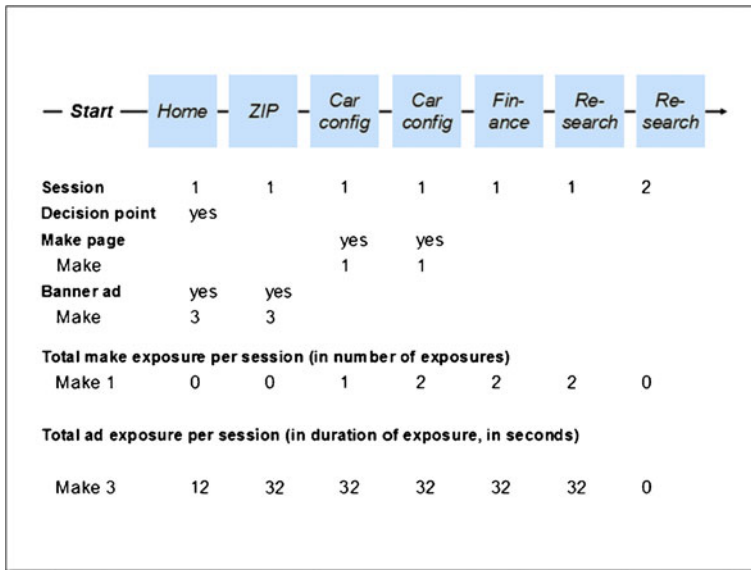 Start Home ZIP Car config Car config Fin- ance Re- search Re- search
Session 1 1 1 1 1 1 2
Decision point yes
Make page yes yes
Make 1 1
Banner ad yes yes
Make 3 3
Total make exposure per session (in number of exposures)
Make 1 0 0 1 2 2 2 0
Total ad exposure per session (in duration of exposure, in seconds)
Make 3 12 32 32 32 32 32 0